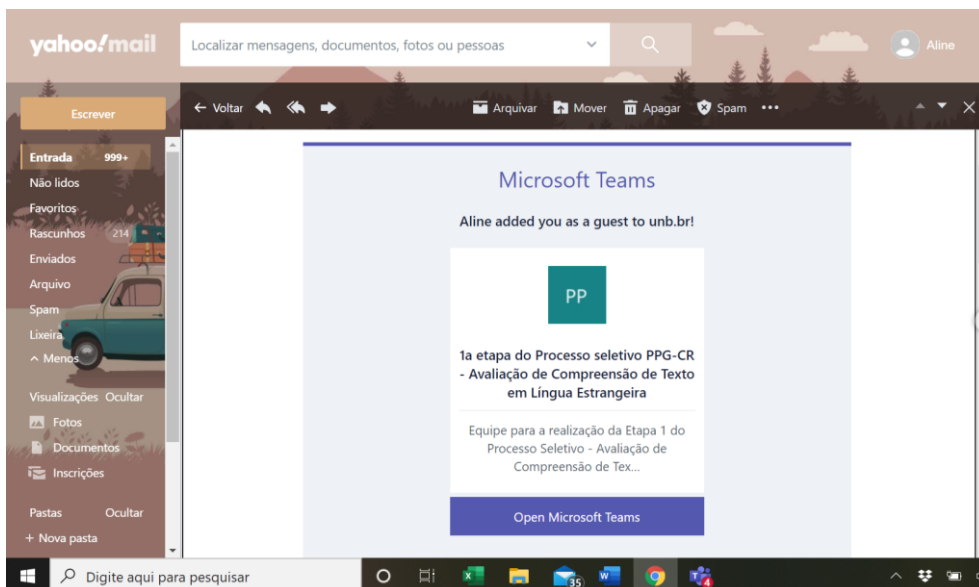 yahoo!mail
Localizar mensagens, documentos, fotos ou pessoas
Aline
Escrever
Voltar
Arquivar
Mover
Apagar
Spam
Entrada 999+
Não lidos
Favoritos
Rascunhos 214
Enviados
Arquivo
Spam
Lixeira
Menos
Visualizações Ocultar
Fotos
Documentos
Inscrições
Pastas Ocultar
+ Nova pasta
Microsoft Teams
Aline added you as a guest to unb.br!
PP
1a etapa do Processo seletivo PPG-CR
- Avaliação de Compreensão de Texto
em Língua Estrangeira
Equipe para a realização da Etapa 1 do
Processo Seletivo - Avaliação de
Compreensão de Tex...
Open Microsoft Teams
Digite aqui para pesquisar
35
4